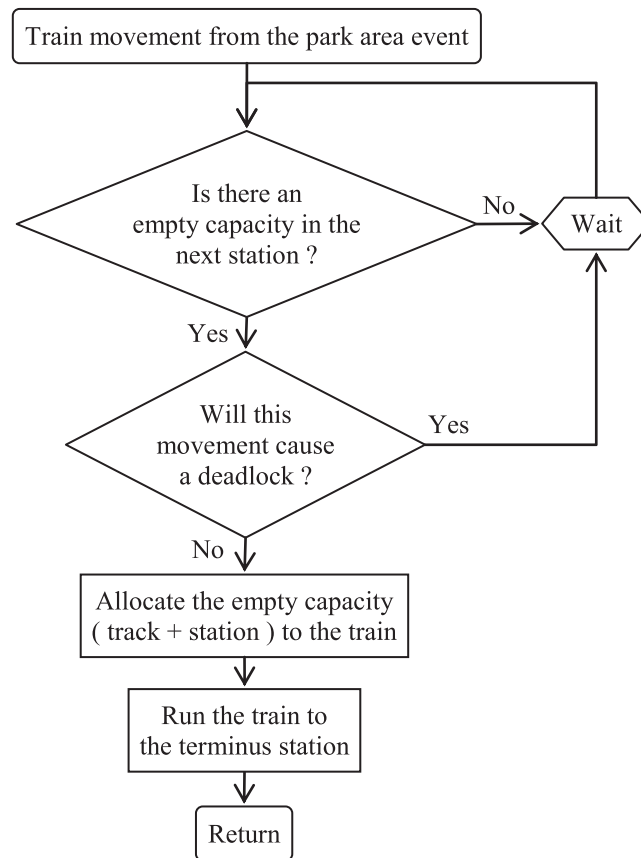 Train movement from the park area event
Is there an
empty capacity in the
next station ?
No
Wait
Yes
Will this
movement cause
a deadlock ?
Yes
No
Allocate the empty capacity
( track + station ) to the train
Run the train to
the terminus station
Return